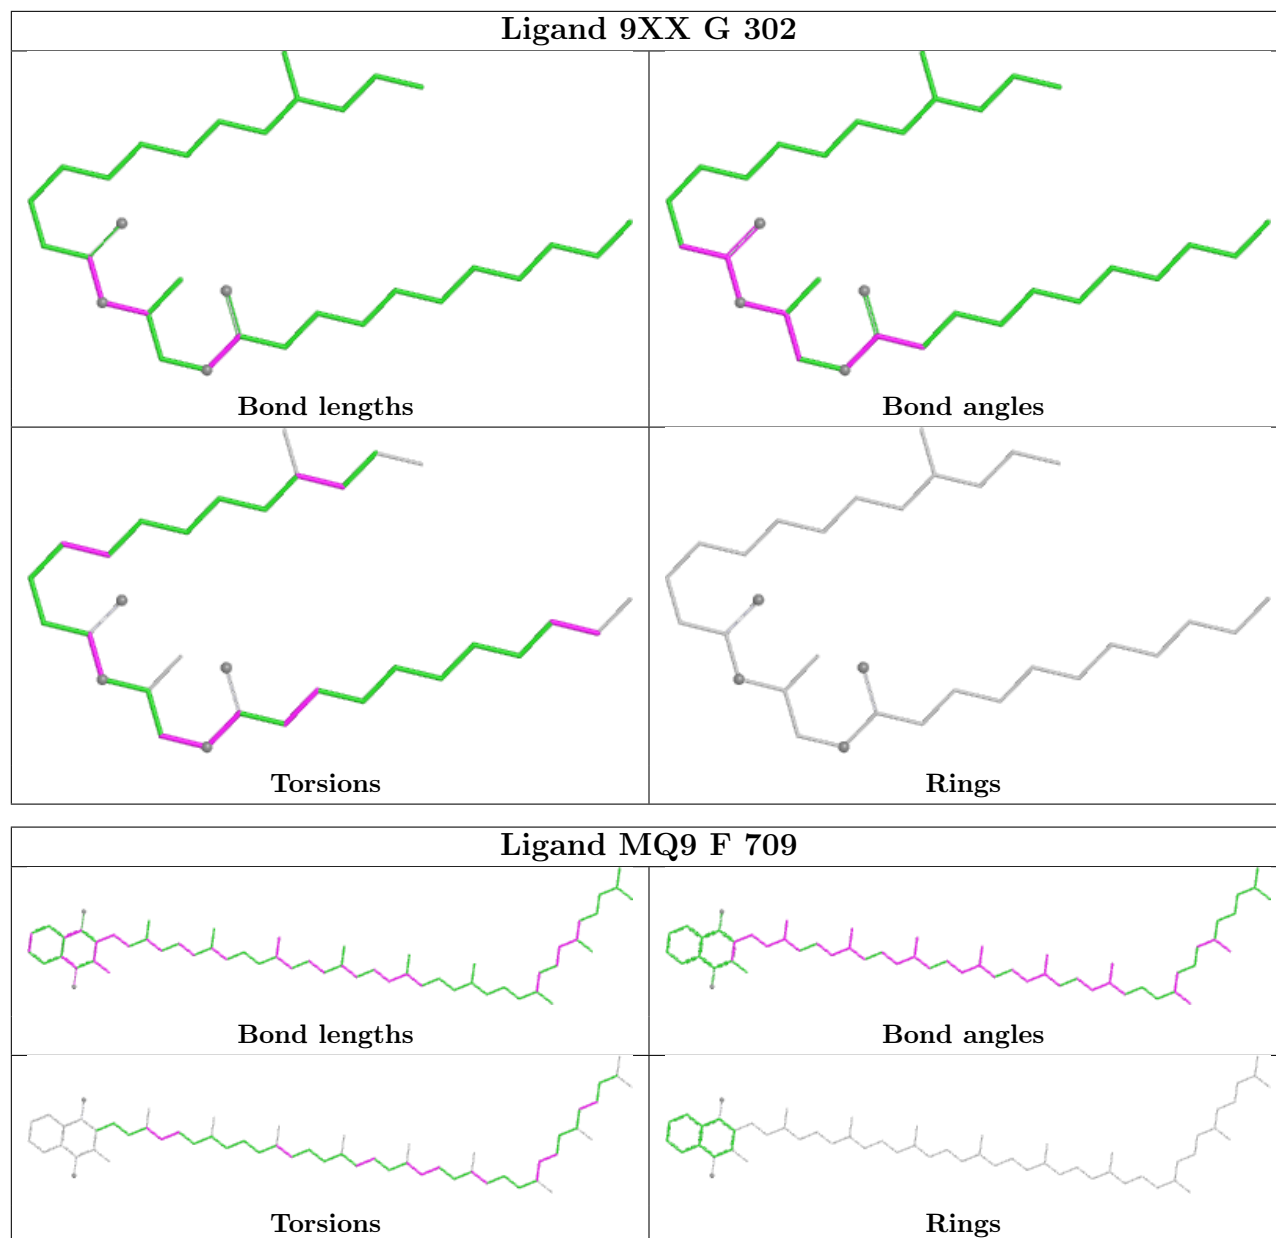 Ligand 9XX G 302
Bond lengths
Bond angles
Torsions
Rings
Ligand MQ9 F 709
Bond lengths
Bond angles
Torsions
Rings